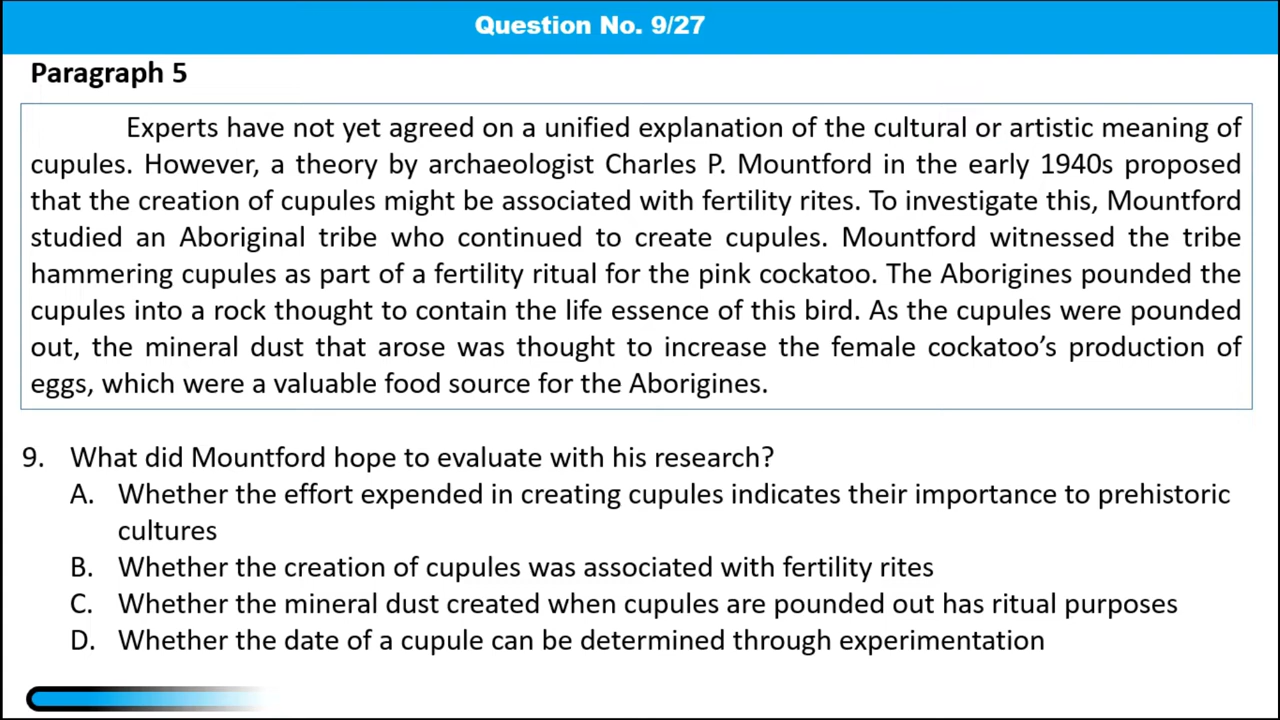 Question No. 9/27
Paragraph 5
Experts have not yet agreed on a unified explanation of the cultural or artistic meaning of
cupules. However, a theory by archaeologist Charles P. Mountford in the early 1940s proposed
that the creation of cupules might be associated with fertility rites. To investigate this, Mountford
studied an Aboriginal tribe who continued to create cupules. Mountford witnessed the tribe
hammering cupules as part of a fertility ritual for the pink cockatoo. The Aborigines pounded the
cupules into a rock thought to contain the life essence of this bird. As the cupules were pounded
out, the mineral dust that arose was thought to increase the female cockatoo’s production of
eggs, which were a valuable food source for the Aborigines.
9. What did Mountford hope to evaluate with his research?
A. Whether the effort expended in creating cupules indicates their importance to prehistoric
cultures
B. Whether the creation of cupules was associated with fertility rites
C. Whether the mineral dust created when cupules are pounded out has ritual purposes
D. Whether the date of a cupule can be determined through experimentation